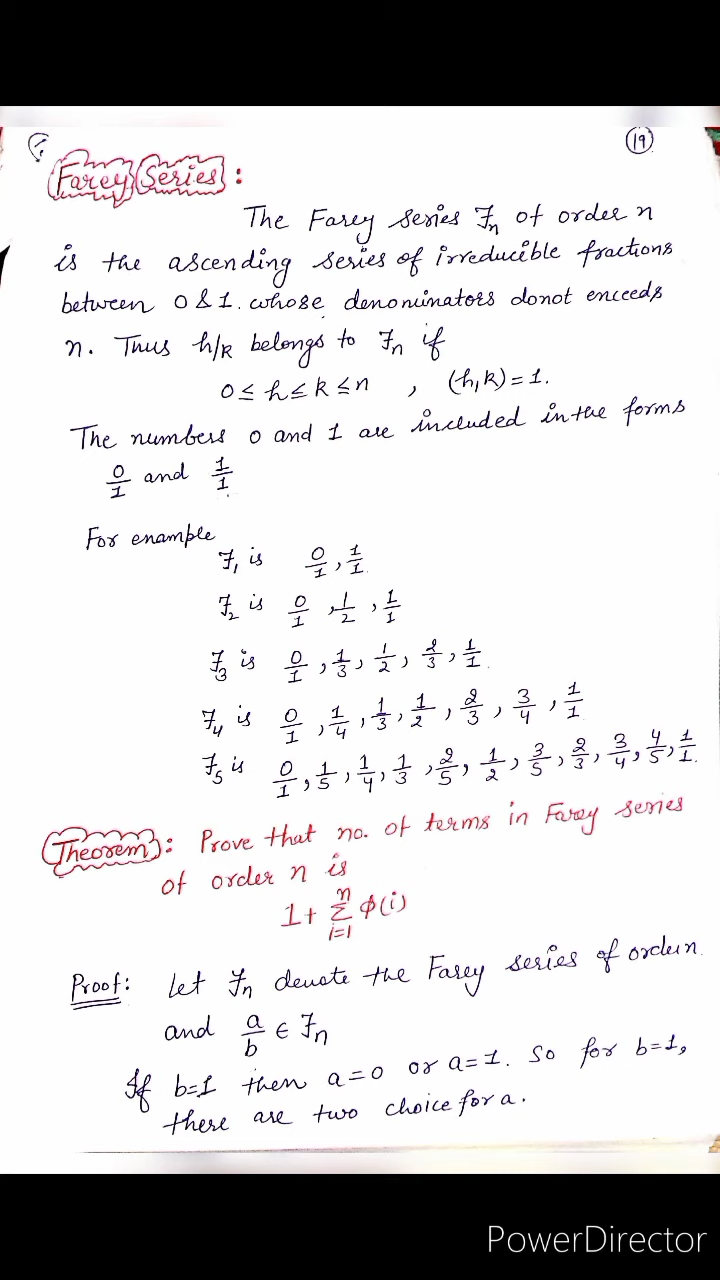 19
Farey Series:
The Farey series Fn of order n
is the ascending series of irreducible fractions
between 0 & 1. whose denominators donot enceeds
n. Thus h/k belongs to Fn if
0 ≤ h ≤ k ≤ n , (h,k) = 1.
The numbers 0 and 1 are included in the forms
0/1 and 1/1.
For enample
F1 is 0/1, 1/1.
F2 is 0/1, 1/2, 1/1
F3 is 0/1, 1/3, 1/2, 2/3, 1/1.
F4 is 0/1, 1/4, 1/3, 1/2, 2/3, 3/4, 1/1
F5 is 0/1, 1/5, 1/4, 1/3, 2/5, 1/2, 3/5, 2/3, 3/4, 4/5, 1/1.
Theorem: Prove that no. of terms in Farey series
of order n is
1 + Σ_{i=1}^{n} φ(i)
Proof: Let Fn denote the Farey series of order n
and a/b ∈ Fn
If b=1 then a=0 or a=1. So for b=1,
there are two choice for a.
PowerDirector